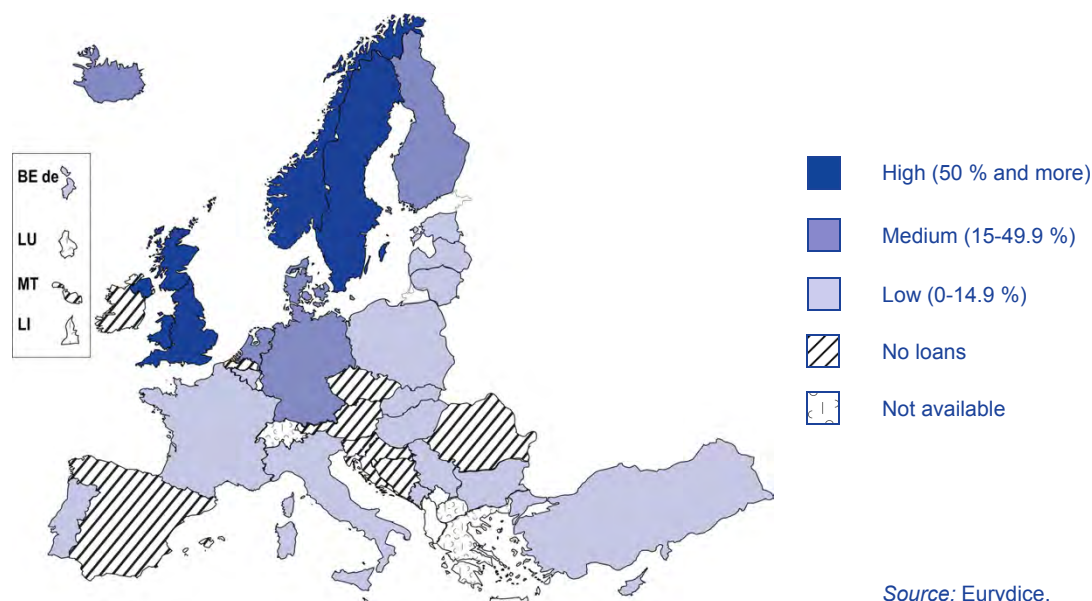 BE de
LU
MT
LI
High (50 % and more)
Medium (15-49.9 %)
Low (0-14.9 %)
No loans
Not available
Source: Eurydice.